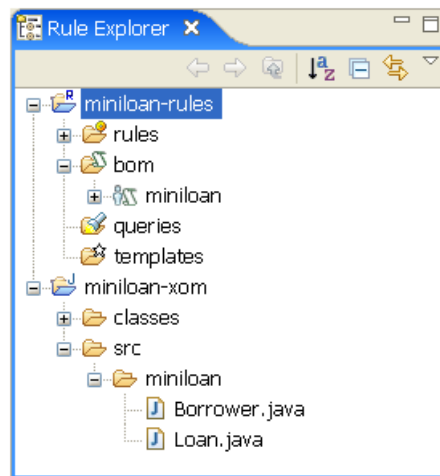 Rule Explorer
miniloan-rules
rules
bom
miniloan
queries
templates
miniloan-xom
classes
src
miniloan
Borrower.java
Loan.java